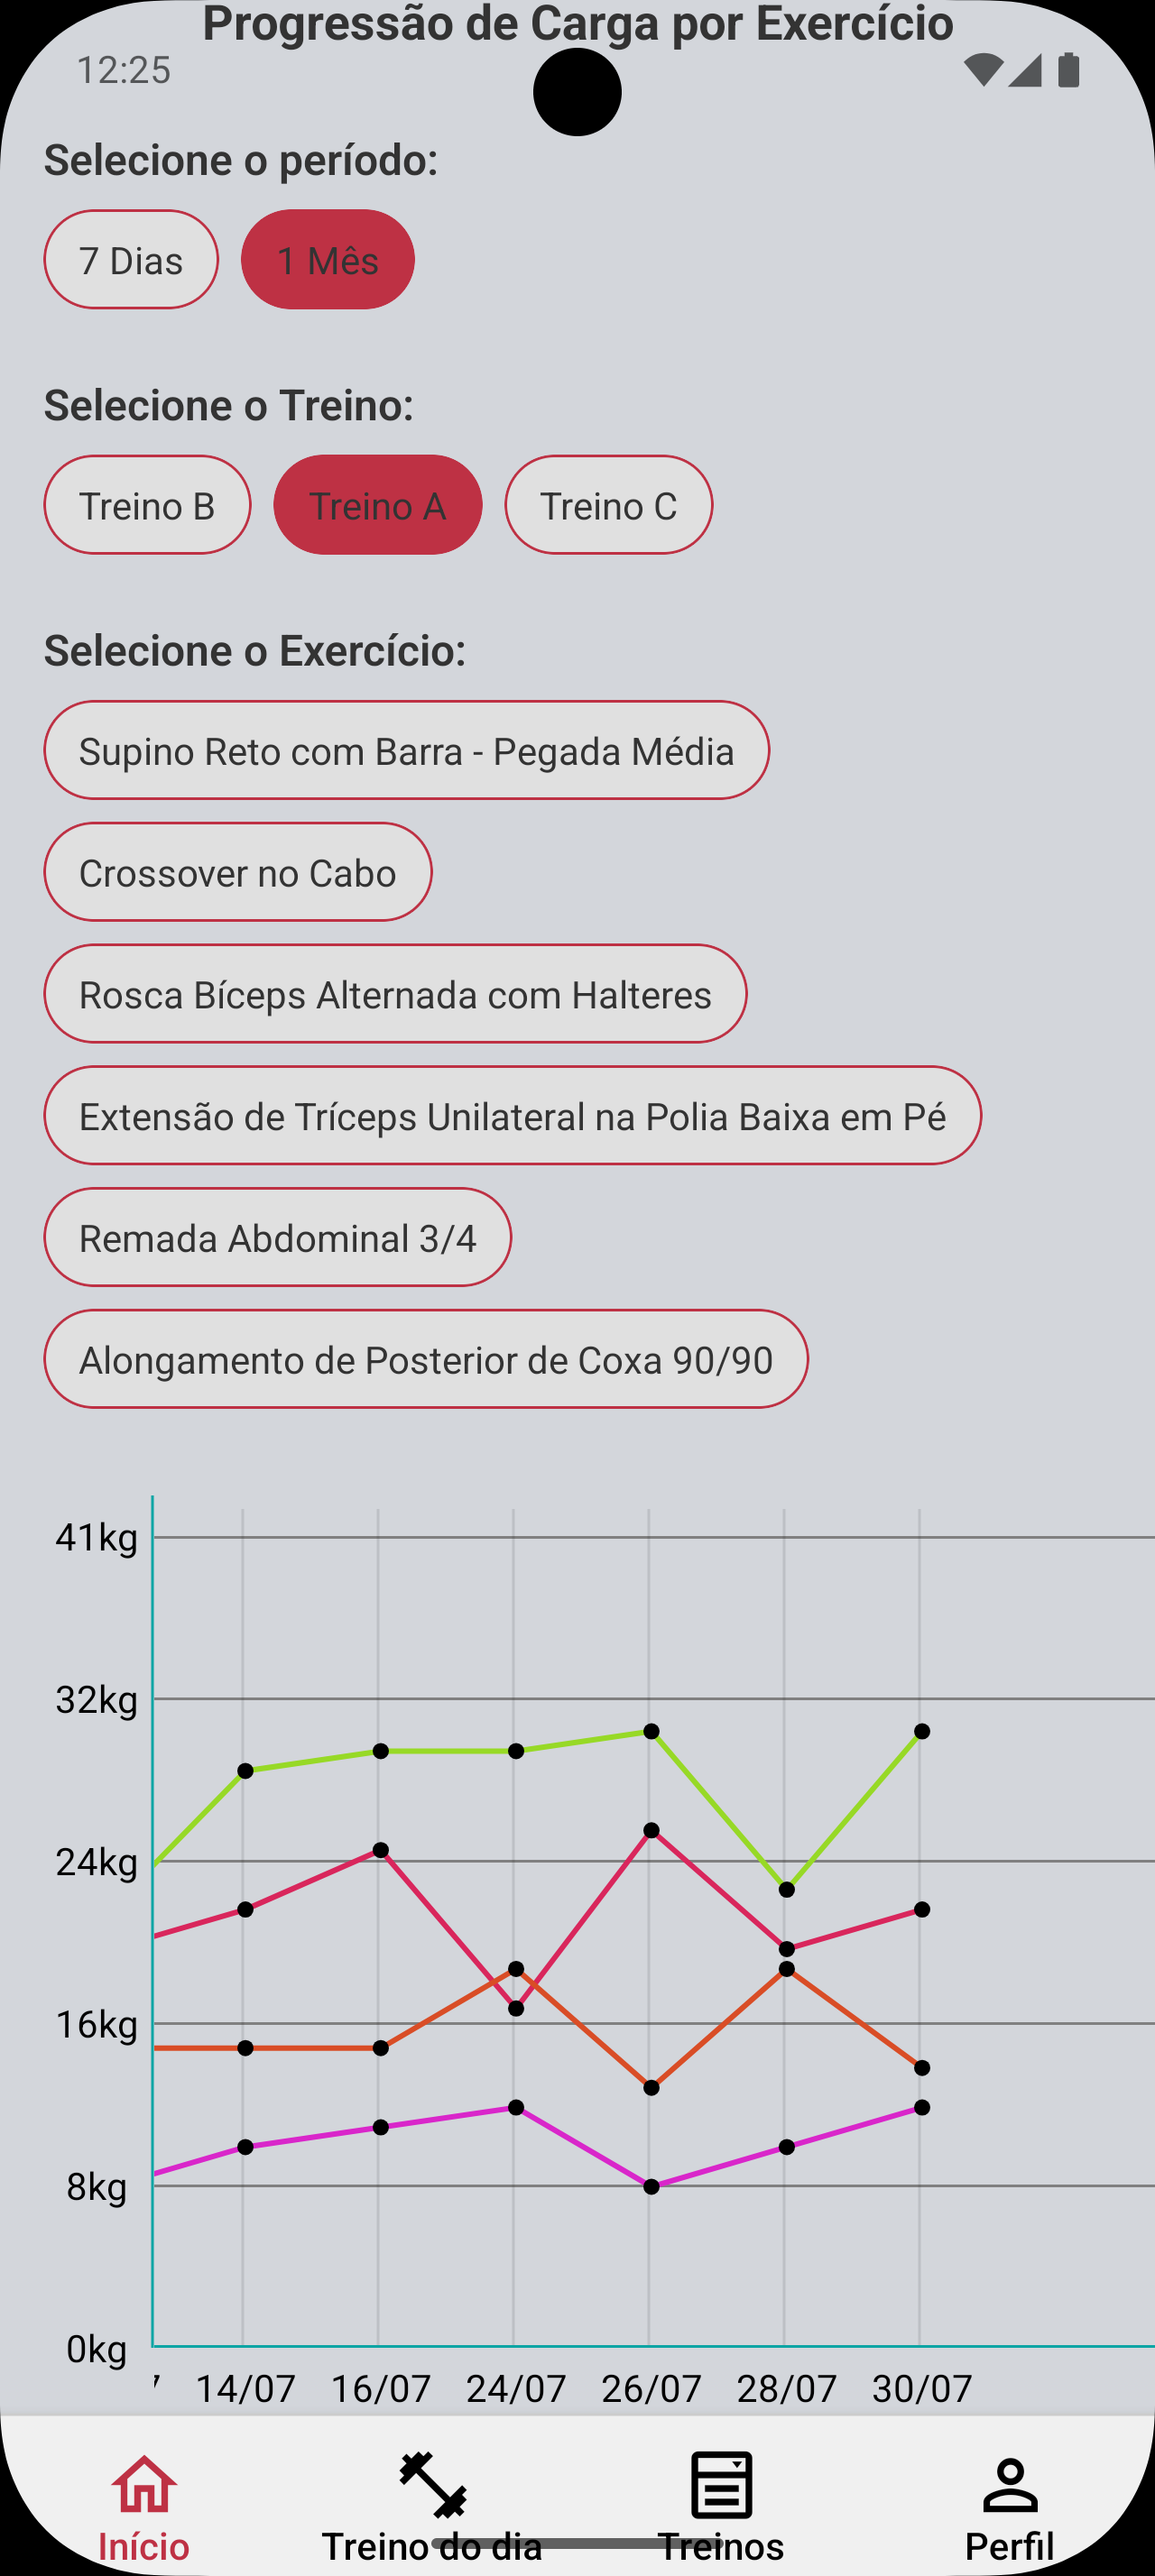 Progressão de Carga por Exercício
12:25
Selecione o período:
7 Dias
1 Mês
Selecione o Treino:
Treino B
Treino A
Treino C
Selecione o Exercício:
Supino Reto com Barra - Pegada Média
Crossover no Cabo
Rosca Bíceps Alternada com Halteres
Extensão de Tríceps Unilateral na Polia Baixa em Pé
Remada Abdominal 3/4
Alongamento de Posterior de Coxa 90/90
41kg
32kg
24kg
16kg
8kg
0kg
14/07 16/07 24/07 26/07 28/07 30/07
Início
Treino do dia
Treinos
Perfil